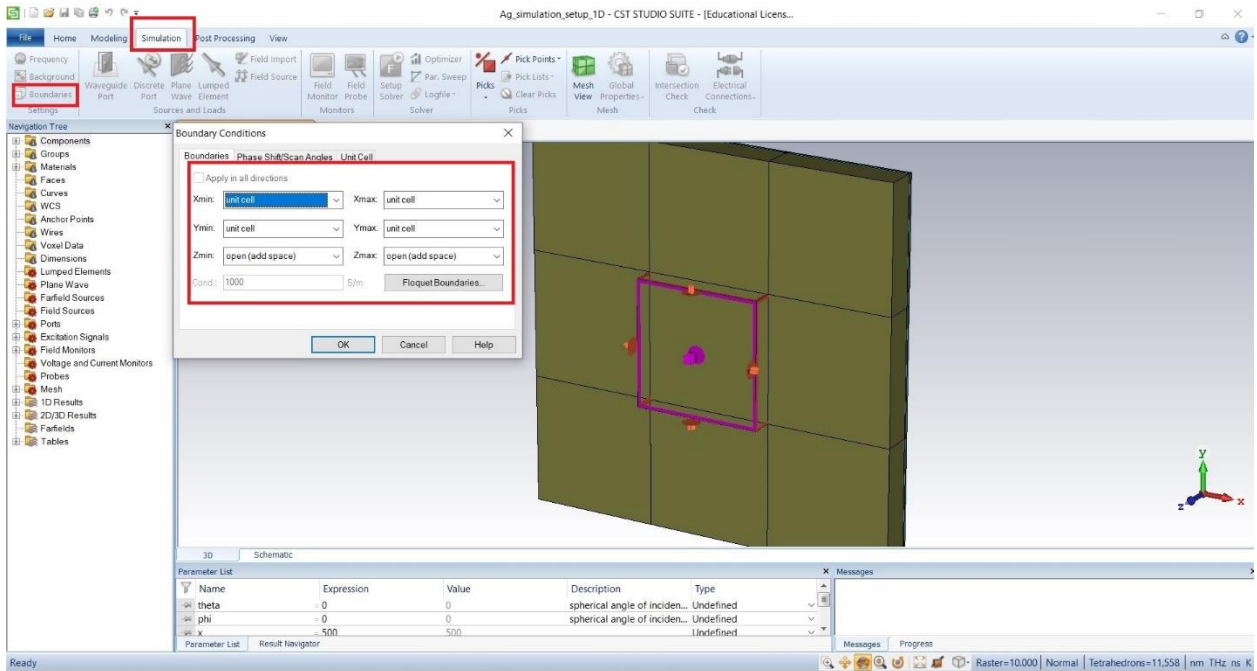 Ag_simulation_setup_1D - CST STUDIO SUITE - [Educational Licens...
File Home Modeling Simulation Post Processing View
Frequency
Background
Boundaries
Settings
Waveguide Port
Discrete Port
Plane Wave
Lumped Element
Field Import
Field Source
Sources and Loads
Field Monitor
Field Probe
Monitors
Setup Solver
Optimizer
Par. Sweep
Logfile
Solver
Picks
Pick Points
Pick Lists
Clear Picks
Picks
Mesh View
Global Properties
Mesh
Intersection Check
Electrical Connections
Check
Navigation Tree
Components
Groups
Materials
Faces
Curves
WCS
Anchor Points
Wires
Voxel Data
Dimensions
Lumped Elements
Plane Wave
Farfield Sources
Field Sources
Ports
Excitation Signals
Field Monitors
Voltage and Current Monitors
Probes
Mesh
1D Results
2D/3D Results
Farfields
Tables
Boundary Conditions
Boundaries Phase Shift/Scan Angles Unit Cell
Apply in all directions
Xmin: unit cell Xmax: unit cell
Ymin: unit cell Ymax: unit cell
Zmin: open (add space) Zmax: open (add space)
Cond.: 1000 S/m Floquet Boundaries...
OK Cancel Help
y
z x
3D Schematic
Parameter List
Name Expression Value Description Type
theta = 0 0 spherical angle of inciden... Undefined
phi = 0 0 spherical angle of inciden... Undefined
x = 500 500 Undefined
Parameter List Result Navigator
Messages
Messages Progress
Ready
Raster=10.000 Normal Tetrahedrons=11,558 nm THz ns K